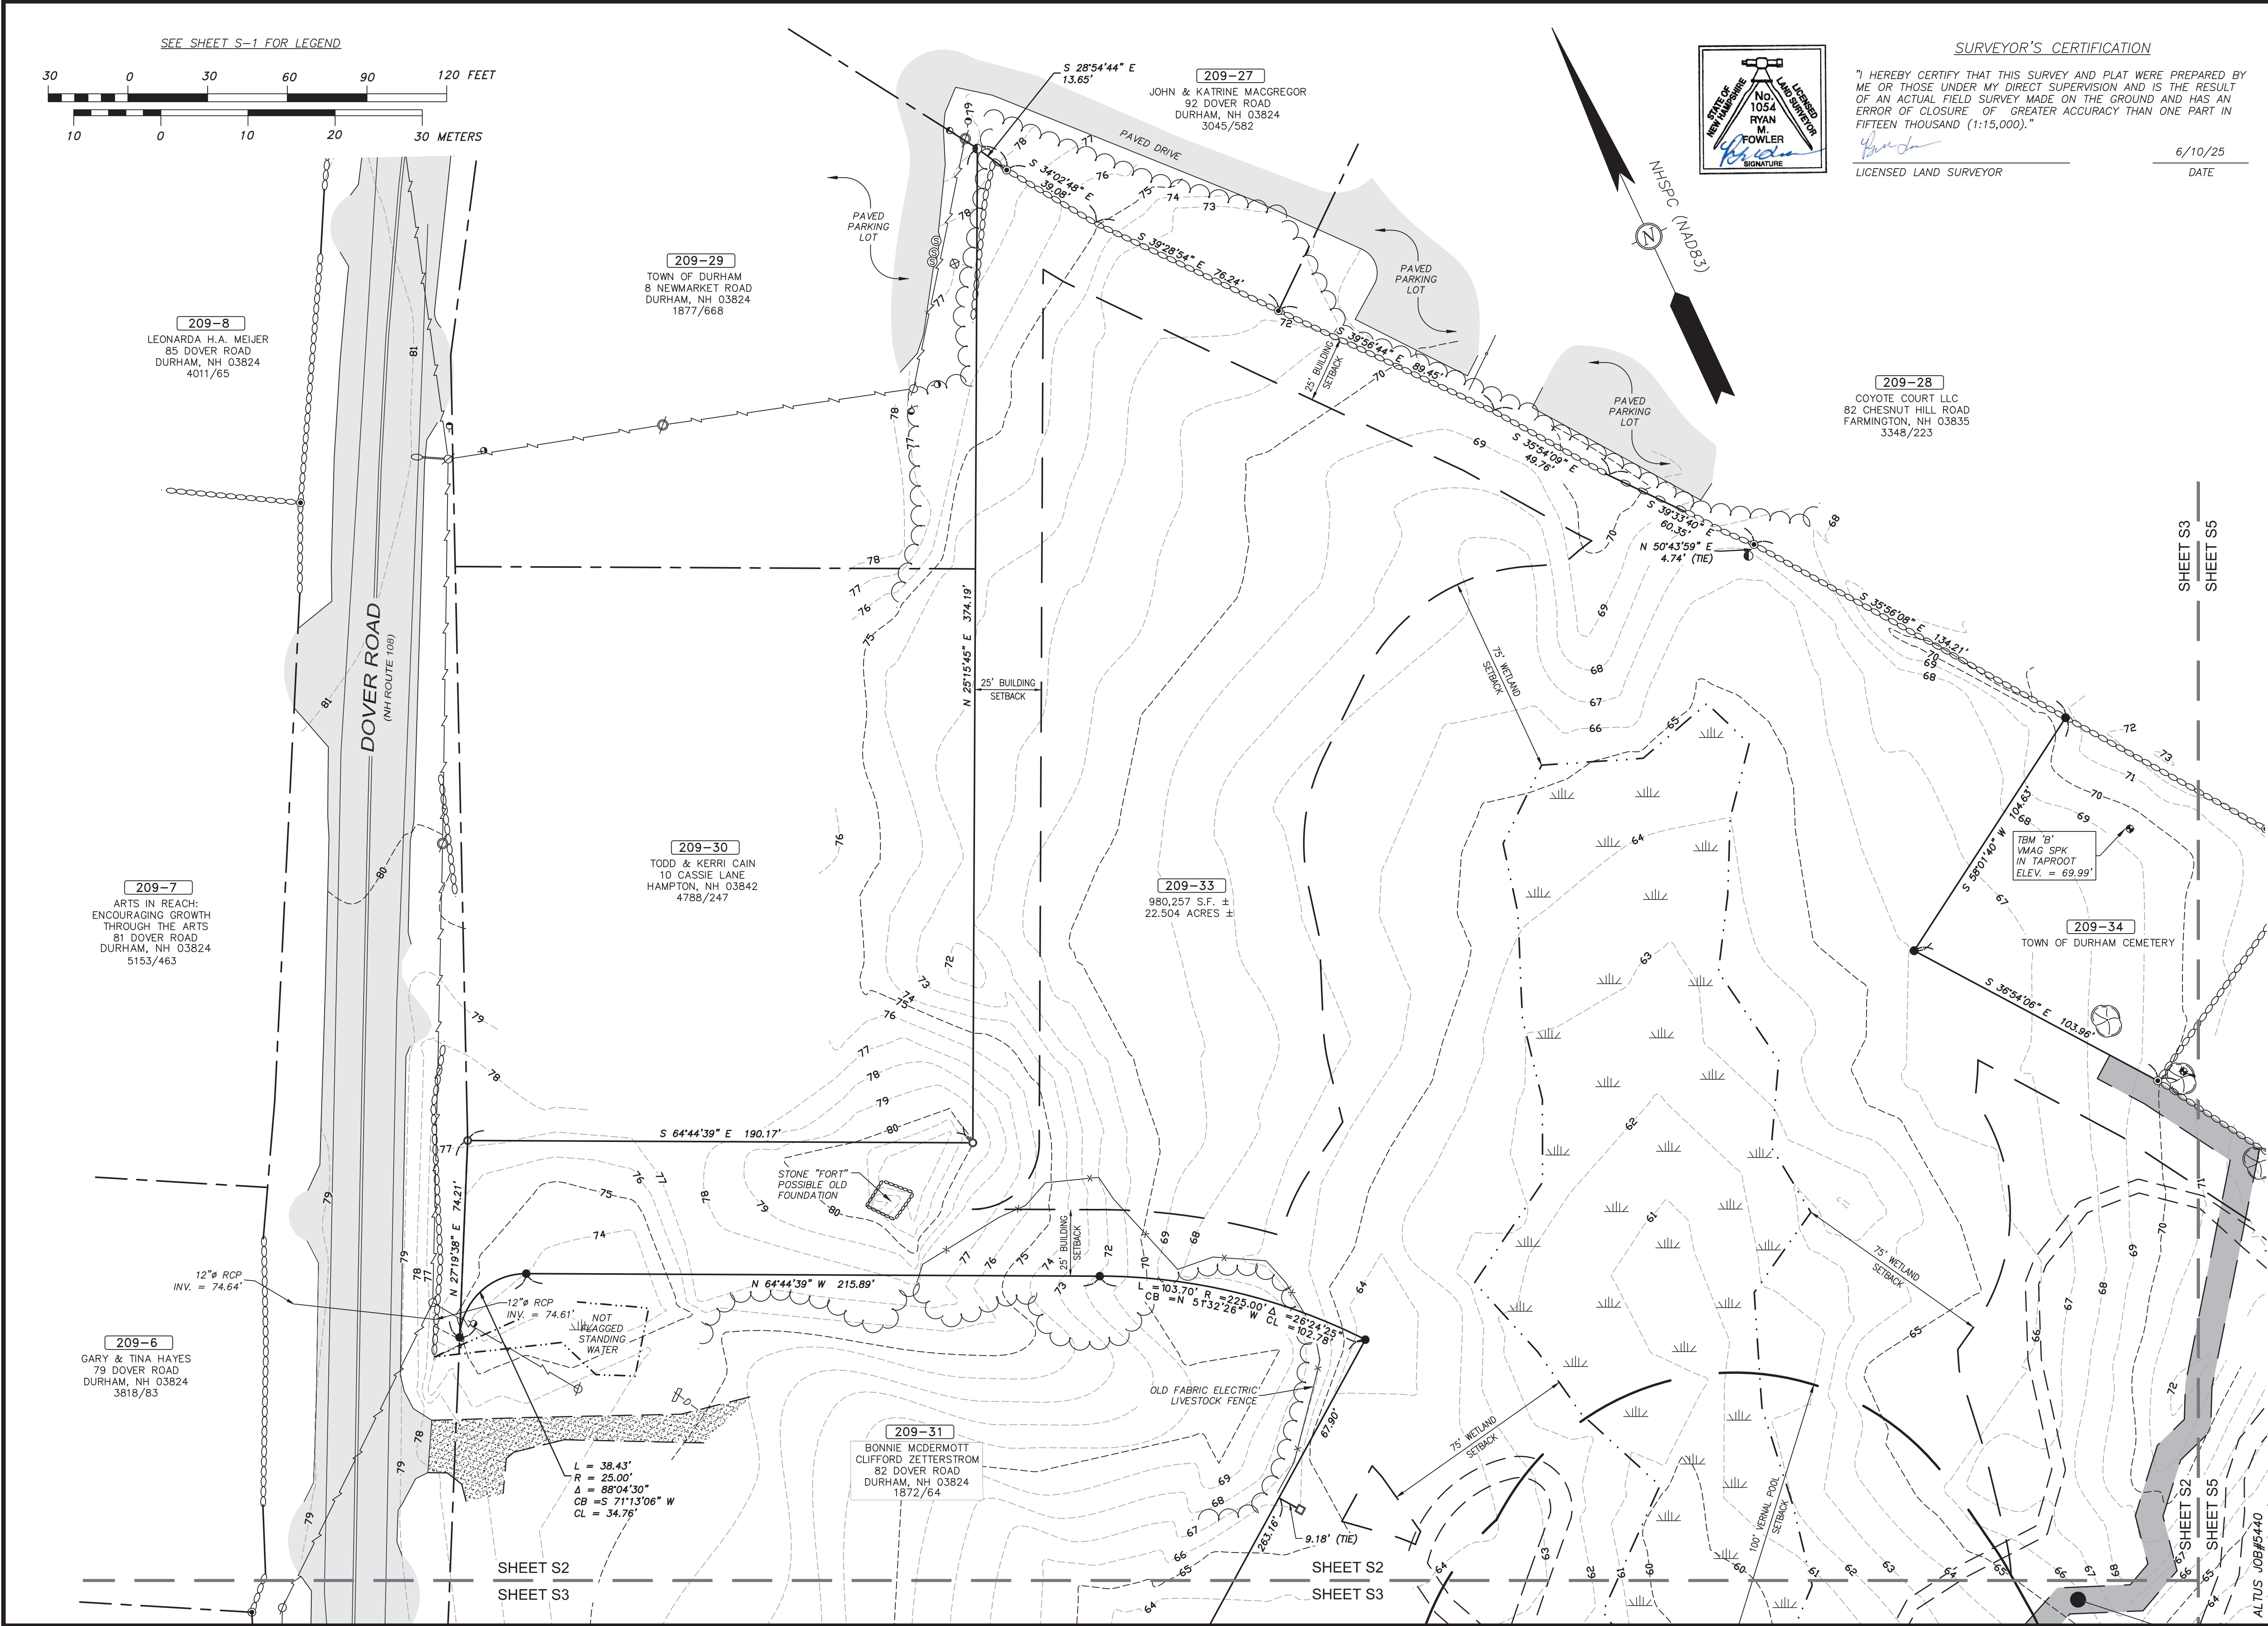 SEE SHEET S-1 FOR LEGEND
30 0 30 60 90 120 FEET
10 0 10 20 30 METERS
SURVEYOR'S CERTIFICATION
"I HEREBY CERTIFY THAT THIS SURVEY AND PLAT WERE PREPARED BY
ME OR THOSE UNDER MY DIRECT SUPERVISION AND IS THE RESULT
OF AN ACTUAL FIELD SURVEY MADE ON THE GROUND AND HAS AN
ERROR OF CLOSURE OF GREATER ACCURACY THAN ONE PART IN
FIFTEEN THOUSAND (1:15,000)."
LICENSED LAND SURVEYOR
6/10/25
DATE
STATE OF NEW HAMPSHIRE
LICENSED LAND SURVEYOR
No.
1054
RYAN
M.
FOWLER
SIGNATURE
NHSPC (NAD83)
N
209-27
JOHN & KATRINE MACGREGOR
92 DOVER ROAD
DURHAM, NH 03824
3045/582
S 28°54'44" E
13.65'
PAVED DRIVE
PAVED
PARKING
LOT
S 34°02'48" E
39.08'
S 39°28'54" E 76.24'
PAVED
PARKING
LOT
S 39°56'44" E 89.45'
25' BUILDING
SETBACK
PAVED
PARKING
LOT
S 35°54'09" E
49.76'
S 39°33'40" E
60.35'
N 50°43'59" E
4.74' (TIE)
S 35°56'08" E 134.21'
209-28
COYOTE COURT LLC
82 CHESNUT HILL ROAD
FARMINGTON, NH 03835
3348/223
SHEET S3
SHEET S5
209-29
TOWN OF DURHAM
8 NEWMARKET ROAD
DURHAM, NH 03824
1877/668
209-8
LEONARDA H.A. MEIJER
85 DOVER ROAD
DURHAM, NH 03824
4011/65
DOVER ROAD
(NH ROUTE 108)
N 25°15'45" E 374.19'
25' BUILDING
SETBACK
75' WETLAND
SETBACK
209-30
TODD & KERRI CAIN
10 CASSIE LANE
HAMPTON, NH 03842
4788/247
209-33
980,257 S.F. ±
22.504 ACRES ±
S 58°01'40" W 104.63'
TBM 'B'
VMAG SPK
IN TAPROOT
ELEV. = 69.99'
209-34
TOWN OF DURHAM CEMETERY
S 36°54'06" E 103.96'
209-7
ARTS IN REACH:
ENCOURAGING GROWTH
THROUGH THE ARTS
81 DOVER ROAD
DURHAM, NH 03824
5153/463
S 64°44'39" E 190.17'
STONE "FORT"
POSSIBLE OLD
FOUNDATION
N 27°19'38" E 74.21'
12"ø RCP
INV. = 74.64'
12"ø RCP
INV. = 74.61'
NOT
FLAGGED
STANDING
WATER
N 64°44'39" W 215.89'
25' BUILDING
SETBACK
L =103.70' R =225.00' Δ =26°24'25"
CB =N 51°32'26" W CL =102.78'
75' WETLAND
SETBACK
209-6
GARY & TINA HAYES
79 DOVER ROAD
DURHAM, NH 03824
3818/83
OLD FABRIC ELECTRIC
LIVESTOCK FENCE
67.90'
75' WETLAND
SETBACK
209-31
BONNIE MCDERMOTT
CLIFFORD ZETTERSTROM
82 DOVER ROAD
DURHAM, NH 03824
1872/64
L = 38.43'
R = 25.00'
Δ = 88°04'30"
CB =S 71°13'06" W
CL = 34.76'
263.16'
9.18' (TIE)
100' VERNAL POOL
SETBACK
SHEET S2
SHEET S3
SHEET S2
SHEET S3
SHEET S2
SHEET S5
ALTUS JOB#5440